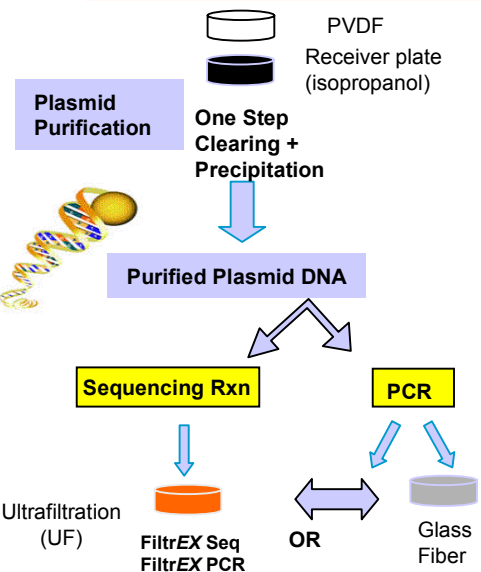 PVDF
Receiver plate
(isopropanol)
Plasmid
Purification
One Step
Clearing +
Precipitation
Purified Plasmid DNA
Sequencing Rxn
PCR
Ultrafiltration
(UF)
FiltrEX Seq
FiltrEX PCR
OR
Glass
Fiber